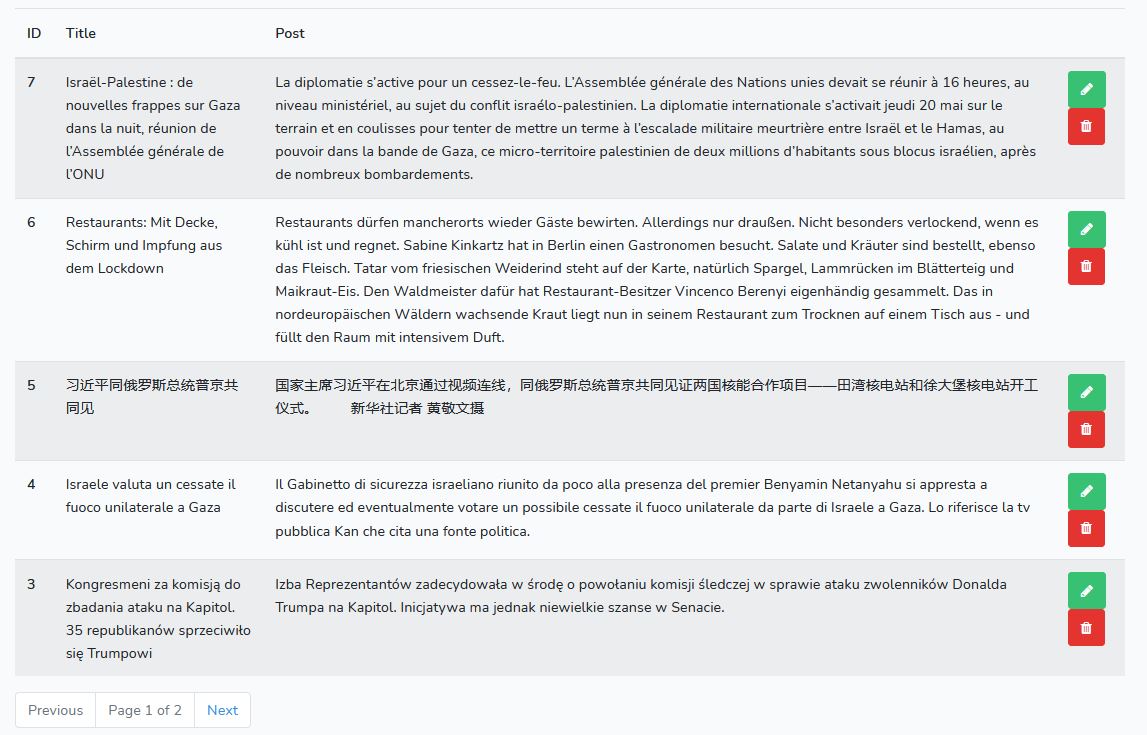 ID Title Post
7 Israël-Palestine : de La diplomatie s’active pour un cessez-le-feu. L’Assemblée générale des Nations unies devait se réunir à 16 heures, au
nouvelles frappes sur Gaza niveau ministériel, au sujet du conflit israélo-palestinien. La diplomatie internationale s’activait jeudi 20 mai sur le
dans la nuit, réunion de terrain et en coulisses pour tenter de mettre un terme à l’escalade militaire meurtrière entre Israël et le Hamas, au
l’Assemblée générale de pouvoir dans la bande de Gaza, ce micro-territoire palestinien de deux millions d’habitants sous blocus israélien, après
l’ONU de nombreux bombardements.
6 Restaurants: Mit Decke, Restaurants dürfen mancherorts wieder Gäste bewirten. Allerdings nur draußen. Nicht besonders verlockend, wenn es
Schirm und Impfung aus kühl ist und regnet. Sabine Kinkartz hat in Berlin einen Gastronomen besucht. Salate und Kräuter sind bestellt, ebenso
dem Lockdown das Fleisch. Tatar vom friesischen Weiderind steht auf der Karte, natürlich Spargel, Lammrücken im Blätterteig und
Maikraut-Eis. Den Waldmeister dafür hat Restaurant-Besitzer Vincenco Berenyi eigenhändig gesammelt. Das in
nordeuropäischen Wäldern wachsende Kraut liegt nun in seinem Restaurant zum Trocknen auf einem Tisch aus - und
füllt den Raum mit intensivem Duft.
5 习近平同俄罗斯总统普京共 国家主席习近平在北京通过视频连线，同俄罗斯总统普京共同见证两国核能合作项目——田湾核电站和徐大堡核电站开工
同见 仪式。 新华社记者 黄敬文摄
4 Israele valuta un cessate il Il Gabinetto di sicurezza israeliano riunito da poco alla presenza del premier Benyamin Netanyahu si appresta a
fuoco unilaterale a Gaza discutere ed eventualmente votare un possibile cessate il fuoco unilaterale da parte di Israele a Gaza. Lo riferisce la tv
pubblica Kan che cita una fonte politica.
3 Kongresmeni za komisją do Izba Reprezentantów zadecydowała w środę o powołaniu komisji śledczej w sprawie ataku zwolenników Donalda
zbadania ataku na Kapitol. Trumpa na Kapitol. Inicjatywa ma jednak niewielkie szanse w Senacie.
35 republikanów sprzeciwiło
się Trumpowi
Previous Page 1 of 2 Next